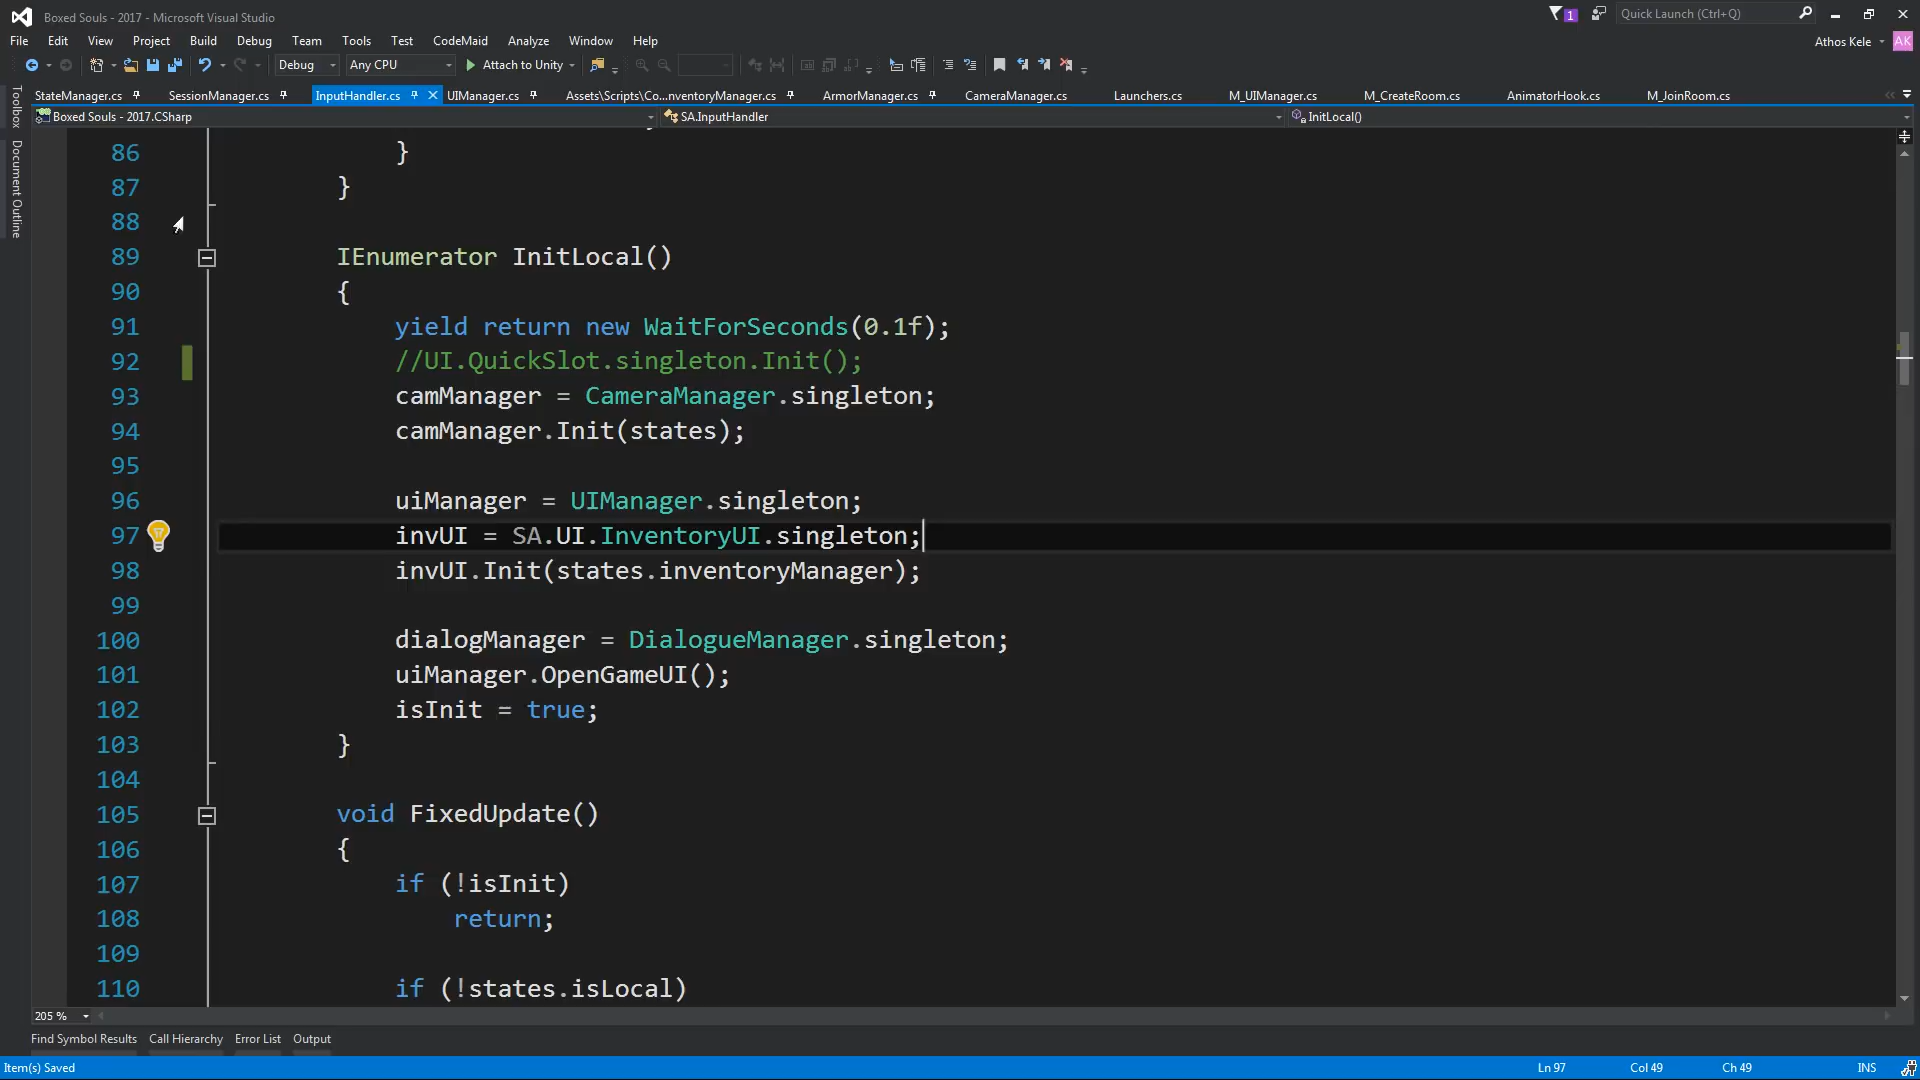 Boxed Souls - 2017 - Microsoft Visual Studio
1
Quick Launch (Ctrl+Q)
File Edit View Project Build Debug Team Tools Test CodeMaid Analyze Window Help
Athos Kele AK
Debug Any CPU Attach to Unity
StateManager.cs SessionManager.cs InputHandler.cs UIManager.cs Assets\Scripts\Co...nventoryManager.cs ArmorManager.cs CameraManager.cs Launchers.cs M_UIManager.cs M_CreateRoom.cs AnimatorHook.cs M_JoinRoom.cs
Boxed Souls - 2017.CSharp SA.InputHandler InitLocal()
Toolbox
Document Outline
86 }
87 }
88
89 IEnumerator InitLocal()
90 {
91 yield return new WaitForSeconds(0.1f);
92 //UI.QuickSlot.singleton.Init();
93 camManager = CameraManager.singleton;
94 camManager.Init(states);
95
96 uiManager = UIManager.singleton;
97 invUI = SA.UI.InventoryUI.singleton;
98 invUI.Init(states.inventoryManager);
99
100 dialogManager = DialogueManager.singleton;
101 uiManager.OpenGameUI();
102 isInit = true;
103 }
104
105 void FixedUpdate()
106 {
107 if (!isInit)
108 return;
109
110 if (!states.isLocal)
205 %
Find Symbol Results Call Hierarchy Error List Output
Item(s) Saved Ln 97 Col 49 Ch 49 INS